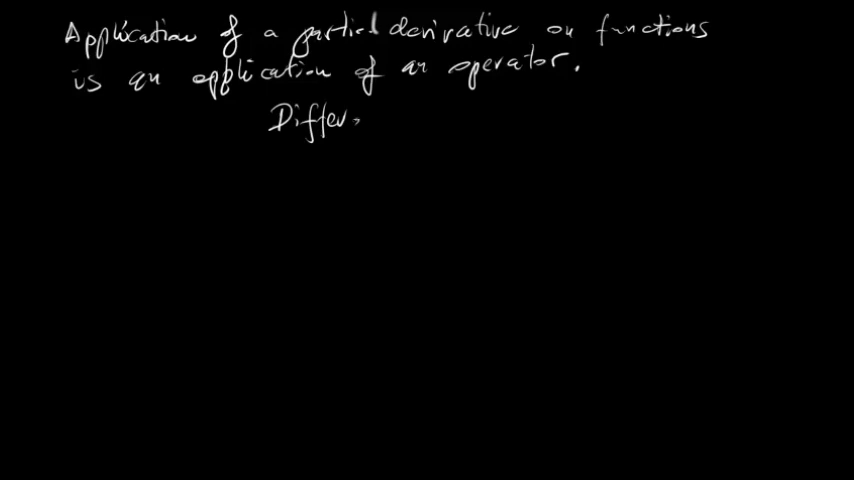 Application of a partial derivative on functions
is an application of an operator.
Differ